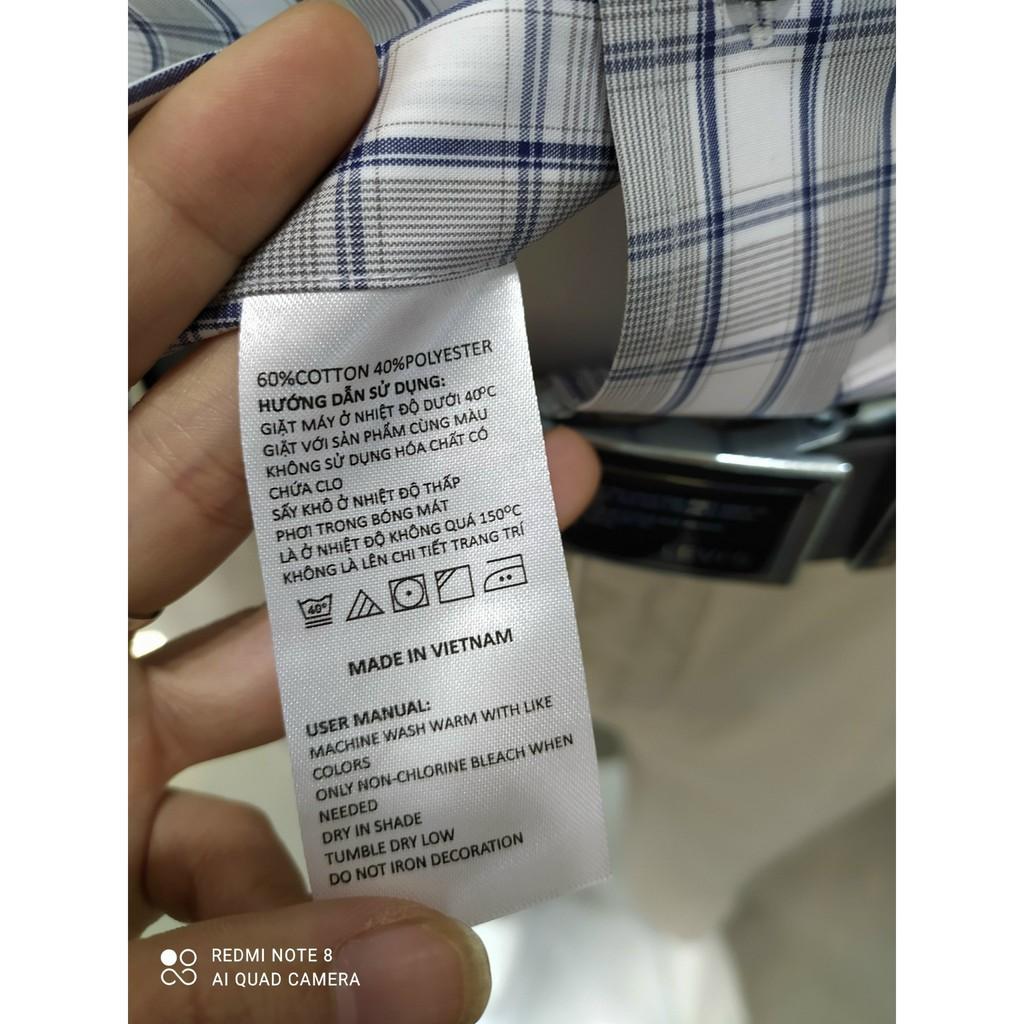 60%COTTON 40%POLYESTER
HƯỚNG DẪN SỬ DỤNG:
GIẶT MÁY Ở NHIỆT ĐỘ DƯỚI 40ºC
GIẶT VỚI SẢN PHẨM CÙNG MÀU
KHÔNG SỬ DỤNG HÓA CHẤT CÓ
CHỨA CLO
SẤY KHÔ Ở NHIỆT ĐỘ THẤP
PHƠI TRONG BÓNG MÁT
LÀ Ở NHIỆT ĐỘ KHÔNG QUÁ 150ºC
KHÔNG LÀ LÊN CHI TIẾT TRANG TRÍ
40º
MADE IN VIETNAM
USER MANUAL:
MACHINE WASH WARM WITH LIKE
COLORS
ONLY NON-CHLORINE BLEACH WHEN
NEEDED
DRY IN SHADE
TUMBLE DRY LOW
DO NOT IRON DECORATION
REDMI NOTE 8
AI QUAD CAMERA